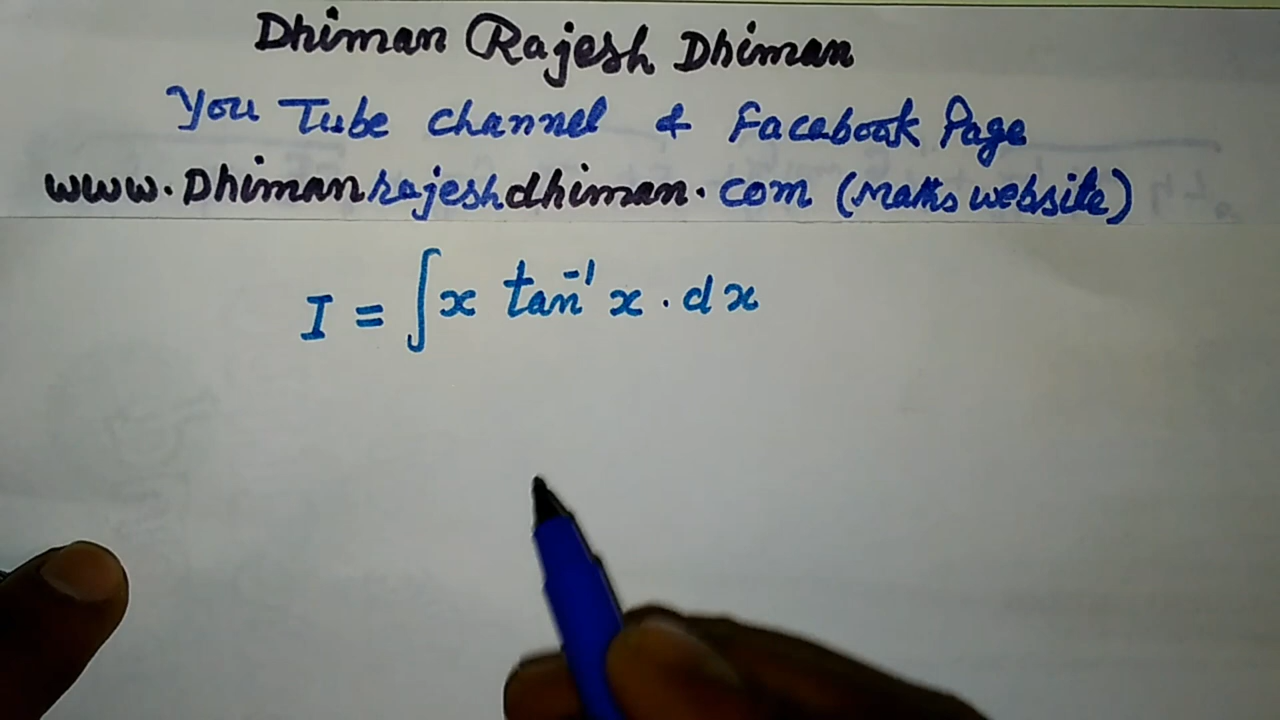 Dhiman Rajesh Dhiman
You Tube channel & Facebook Page
www.Dhimanrajeshdhiman.com (Maths website)
I = ∫x tan⁻¹ x . dx